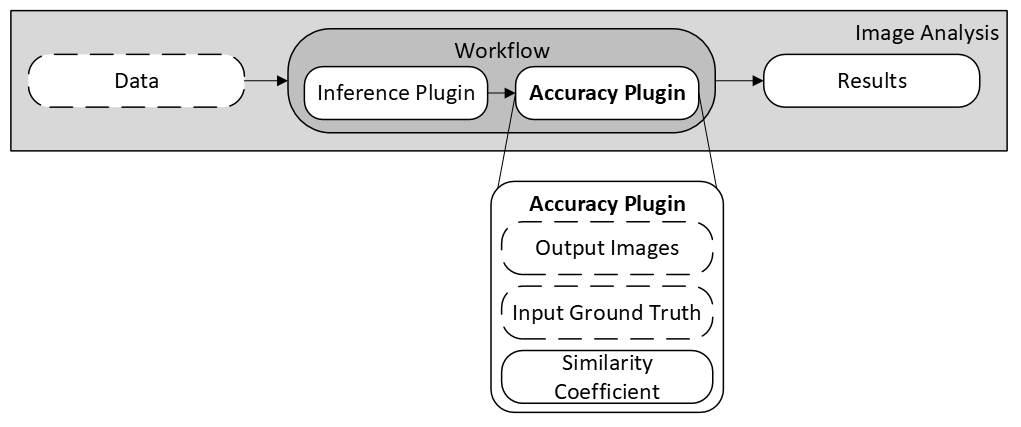 Image Analysis
Workflow
Data
Inference Plugin
Accuracy Plugin
Results
Accuracy Plugin
Output Images
Input Ground Truth
Similarity
Coefficient